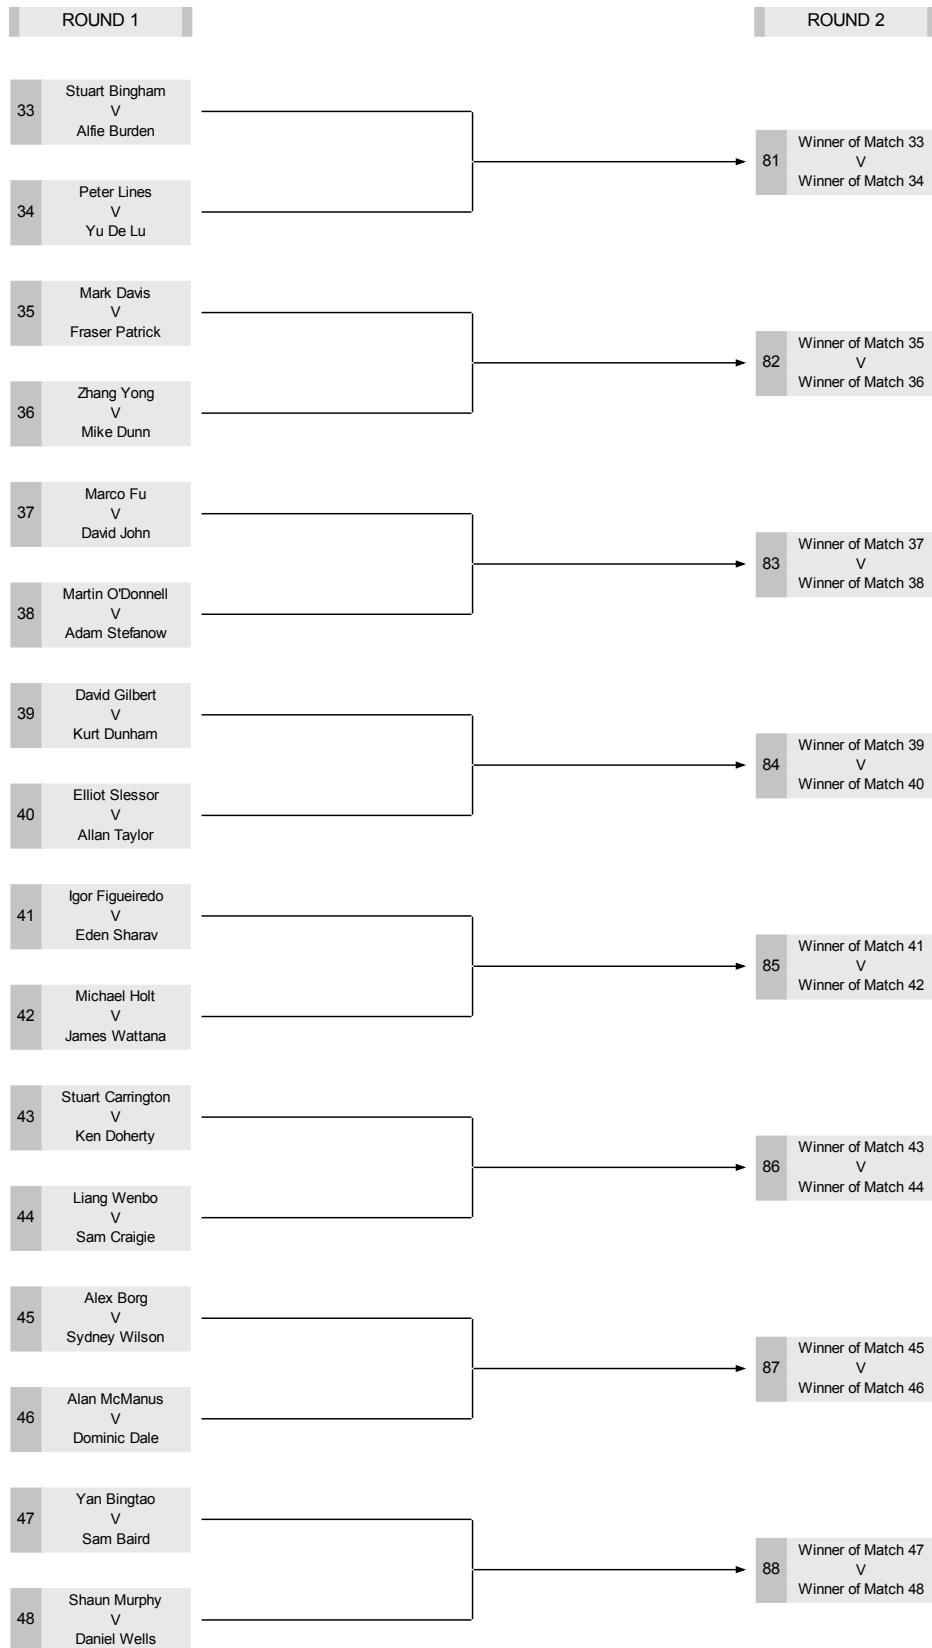 ROUND 1
ROUND 2
33
Stuart Bingham
V
Alfie Burden
34
Peter Lines
V
Yu De Lu
81
Winner of Match 33
V
Winner of Match 34
35
Mark Davis
V
Fraser Patrick
36
Zhang Yong
V
Mike Dunn
82
Winner of Match 35
V
Winner of Match 36
37
Marco Fu
V
David John
38
Martin O'Donnell
V
Adam Stefanow
83
Winner of Match 37
V
Winner of Match 38
39
David Gilbert
V
Kurt Dunham
40
Elliot Slessor
V
Allan Taylor
84
Winner of Match 39
V
Winner of Match 40
41
Igor Figueiredo
V
Eden Sharav
42
Michael Holt
V
James Wattana
85
Winner of Match 41
V
Winner of Match 42
43
Stuart Carrington
V
Ken Doherty
44
Liang Wenbo
V
Sam Craigie
86
Winner of Match 43
V
Winner of Match 44
45
Alex Borg
V
Sydney Wilson
46
Alan McManus
V
Dominic Dale
87
Winner of Match 45
V
Winner of Match 46
47
Yan Bingtao
V
Sam Baird
48
Shaun Murphy
V
Daniel Wells
88
Winner of Match 47
V
Winner of Match 48